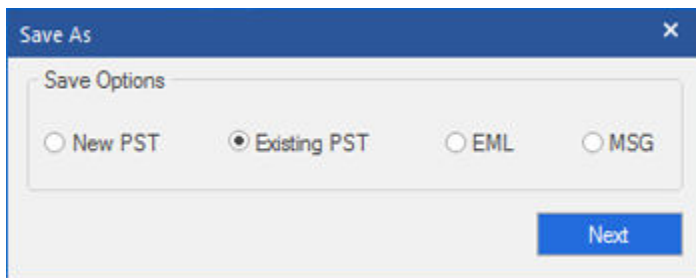 Save As
Save Options
New PST Existing PST EML MSG
Next